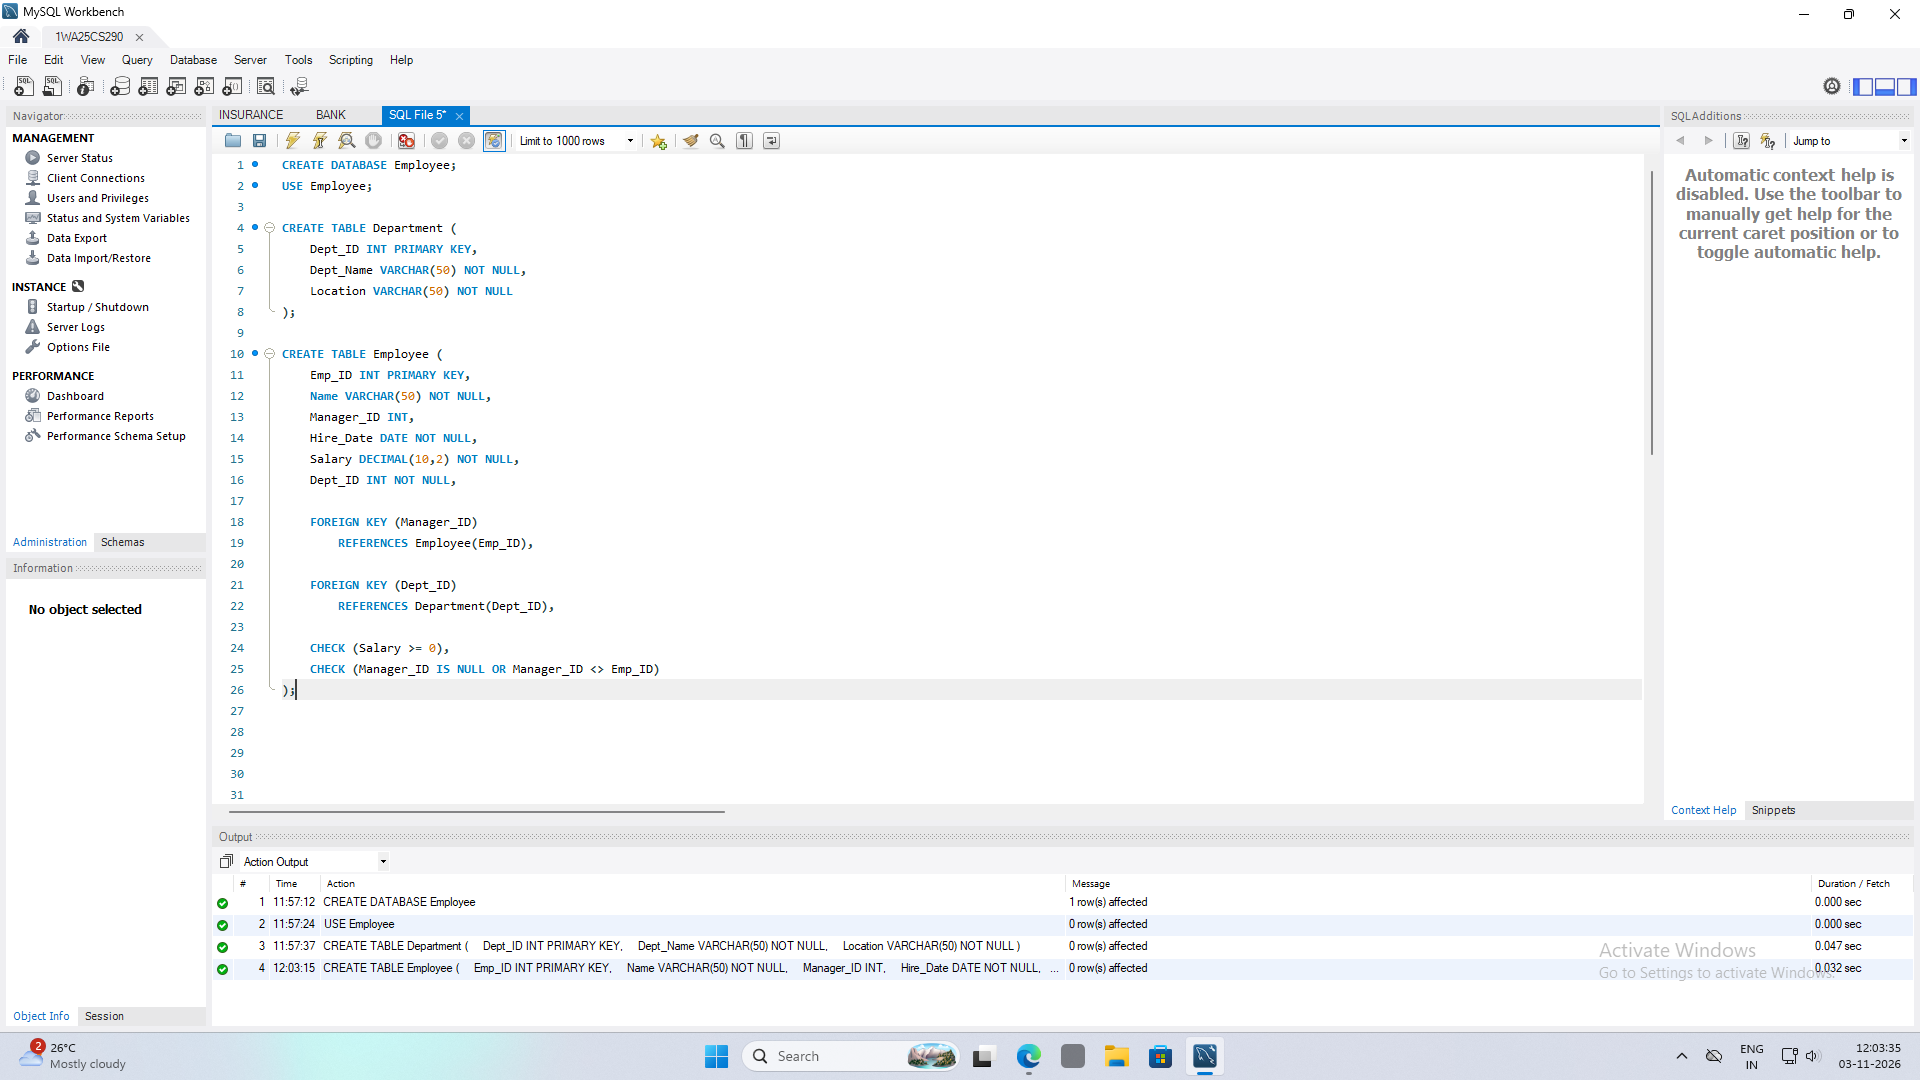 MySQL Workbench
1WA25CS290
File Edit View Query Database Server Tools Scripting Help
Navigator
MANAGEMENT
Server Status
Client Connections
Users and Privileges
Status and System Variables
Data Export
Data Import/Restore
INSTANCE
Startup / Shutdown
Server Logs
Options File
PERFORMANCE
Dashboard
Performance Reports
Performance Schema Setup
Administration Schemas
Information
No object selected
Object Info Session
INSURANCE BANK SQL File 5*
Limit to 1000 rows
1 CREATE DATABASE Employee;
2 USE Employee;
3
4 CREATE TABLE Department (
5 Dept_ID INT PRIMARY KEY,
6 Dept_Name VARCHAR(50) NOT NULL,
7 Location VARCHAR(50) NOT NULL
8 );
9
10 CREATE TABLE Employee (
11 Emp_ID INT PRIMARY KEY,
12 Name VARCHAR(50) NOT NULL,
13 Manager_ID INT,
14 Hire_Date DATE NOT NULL,
15 Salary DECIMAL(10,2) NOT NULL,
16 Dept_ID INT NOT NULL,
17
18 FOREIGN KEY (Manager_ID)
19 REFERENCES Employee(Emp_ID),
20
21 FOREIGN KEY (Dept_ID)
22 REFERENCES Department(Dept_ID),
23
24 CHECK (Salary >= 0),
25 CHECK (Manager_ID IS NULL OR Manager_ID <> Emp_ID)
26 );
27
28
29
30
31
SQLAdditions
Jump to
Automatic context help is
disabled. Use the toolbar to
manually get help for the
current caret position or to
toggle automatic help.
Context Help Snippets
Output
Action Output
# Time Action Message Duration / Fetch
1 11:57:12 CREATE DATABASE Employee 1 row(s) affected 0.000 sec
2 11:57:24 USE Employee 0 row(s) affected 0.000 sec
3 11:57:37 CREATE TABLE Department ( Dept_ID INT PRIMARY KEY, Dept_Name VARCHAR(50) NOT NULL, Location VARCHAR(50) NOT NULL ) 0 row(s) affected 0.047 sec
4 12:03:15 CREATE TABLE Employee ( Emp_ID INT PRIMARY KEY, Name VARCHAR(50) NOT NULL, Manager_ID INT, Hire_Date DATE NOT NULL, ... 0 row(s) affected 0.032 sec
Activate Windows
Go to Settings to activate Windows.
2
26°C
Mostly cloudy
Search
ENG
IN
12:03:35
03-11-2026